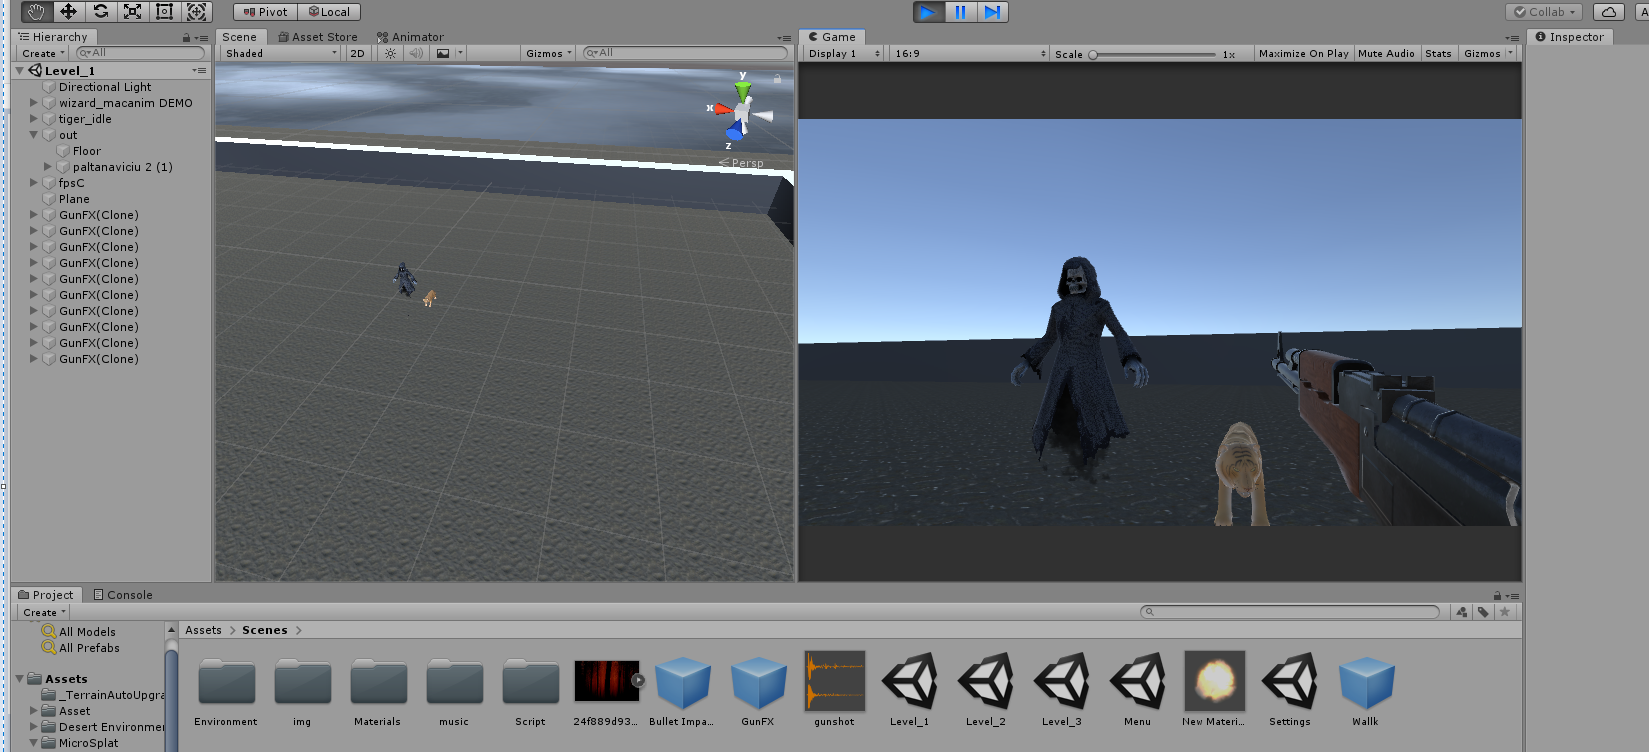 Pivot Local Collab A
Hierarchy
Create All
Level_1
Directional Light
wizard_macanim DEMO
tiger_idle
out
Floor
paltanaviciu 2 (1)
fpsC
Plane
GunFX(Clone)
GunFX(Clone)
GunFX(Clone)
GunFX(Clone)
GunFX(Clone)
GunFX(Clone)
GunFX(Clone)
GunFX(Clone)
GunFX(Clone)
GunFX(Clone)
Scene Asset Store Animator
Shaded 2D Gizmos All
y
x
z
Persp
Game
Display 1 16:9 Scale 1x Maximize On Play Mute Audio Stats Gizmos
Inspector
Project Console
Create
All Models
All Prefabs
Assets
_TerrainAutoUpgra
Asset
Desert Environmen
MicroSplat
Assets > Scenes >
Environment img Materials music Script 24f889d93... Bullet Impa... GunFX gunshot Level_1 Level_2 Level_3 Menu New Materi... Settings Wallk